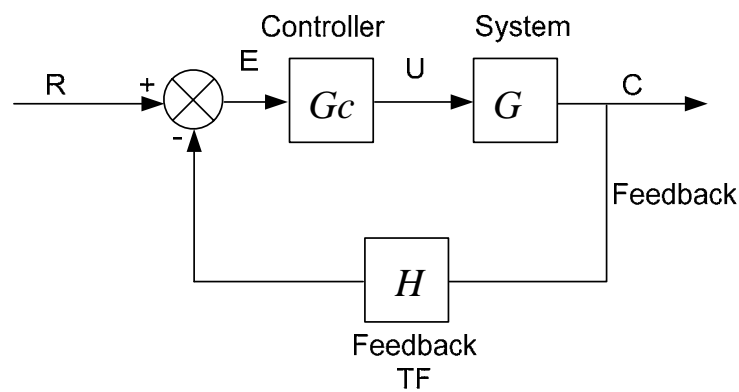 Controller
System
R
+
E
Gc
U
G
C
-
Feedback
H
Feedback
TF